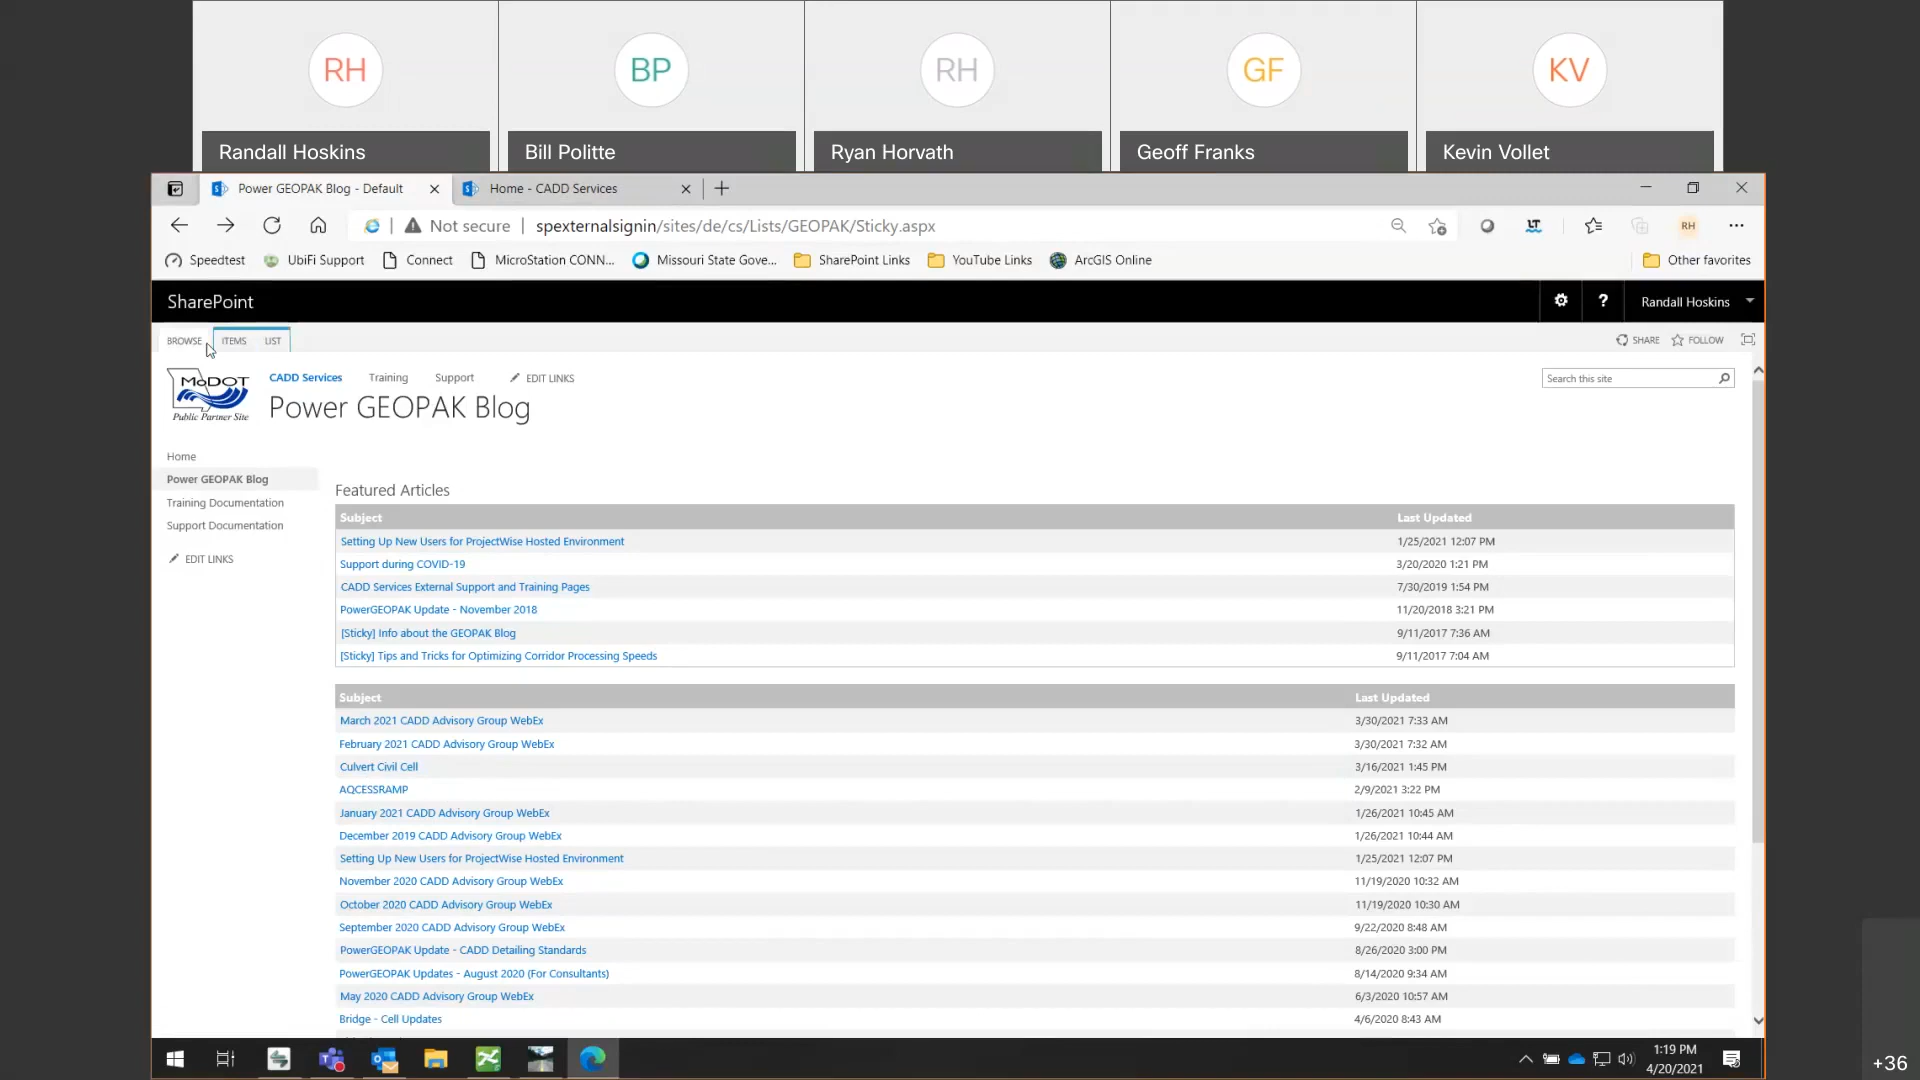 RH
BP
RH
GF
KV
Randall Hoskins
Bill Politte
Ryan Horvath
Geoff Franks
Kevin Vollet
Power GEOPAK Blog - Default
Home - CADD Services
Not secure
spexternalsignin/sites/de/cs/Lists/GEOPAK/Sticky.aspx
LT
RH
Speedtest
UbiFi Support
Connect
MicroStation CONN...
Missouri State Gove...
SharePoint Links
YouTube Links
ArcGIS Online
Other favorites
SharePoint
?
Randall Hoskins
BROWSE
ITEMS
LIST
SHARE
FOLLOW
MoDOT
Public Partner Site
CADD Services
Training
Support
EDIT LINKS
Search this site
Power GEOPAK Blog
Home
Power GEOPAK Blog
Training Documentation
Support Documentation
EDIT LINKS
Featured Articles
Subject Last Updated
Setting Up New Users for ProjectWise Hosted Environment 1/25/2021 12:07 PM
Support during COVID-19 3/20/2020 1:21 PM
CADD Services External Support and Training Pages 7/30/2019 1:54 PM
PowerGEOPAK Update - November 2018 11/20/2018 3:21 PM
[Sticky] Info about the GEOPAK Blog 9/11/2017 7:36 AM
[Sticky] Tips and Tricks for Optimizing Corridor Processing Speeds 9/11/2017 7:04 AM
Subject Last Updated
March 2021 CADD Advisory Group WebEx 3/30/2021 7:33 AM
February 2021 CADD Advisory Group WebEx 3/30/2021 7:32 AM
Culvert Civil Cell 3/16/2021 1:45 PM
AQCESSRAMP 2/9/2021 3:22 PM
January 2021 CADD Advisory Group WebEx 1/26/2021 10:45 AM
December 2019 CADD Advisory Group WebEx 1/26/2021 10:44 AM
Setting Up New Users for ProjectWise Hosted Environment 1/25/2021 12:07 PM
November 2020 CADD Advisory Group WebEx 11/19/2020 10:32 AM
October 2020 CADD Advisory Group WebEx 11/19/2020 10:30 AM
September 2020 CADD Advisory Group WebEx 9/22/2020 8:48 AM
PowerGEOPAK Update - CADD Detailing Standards 8/26/2020 3:00 PM
PowerGEOPAK Updates - August 2020 (For Consultants) 8/14/2020 9:34 AM
May 2020 CADD Advisory Group WebEx 6/3/2020 10:57 AM
Bridge - Cell Updates 4/6/2020 8:43 AM
1:19 PM
4/20/2021
+36